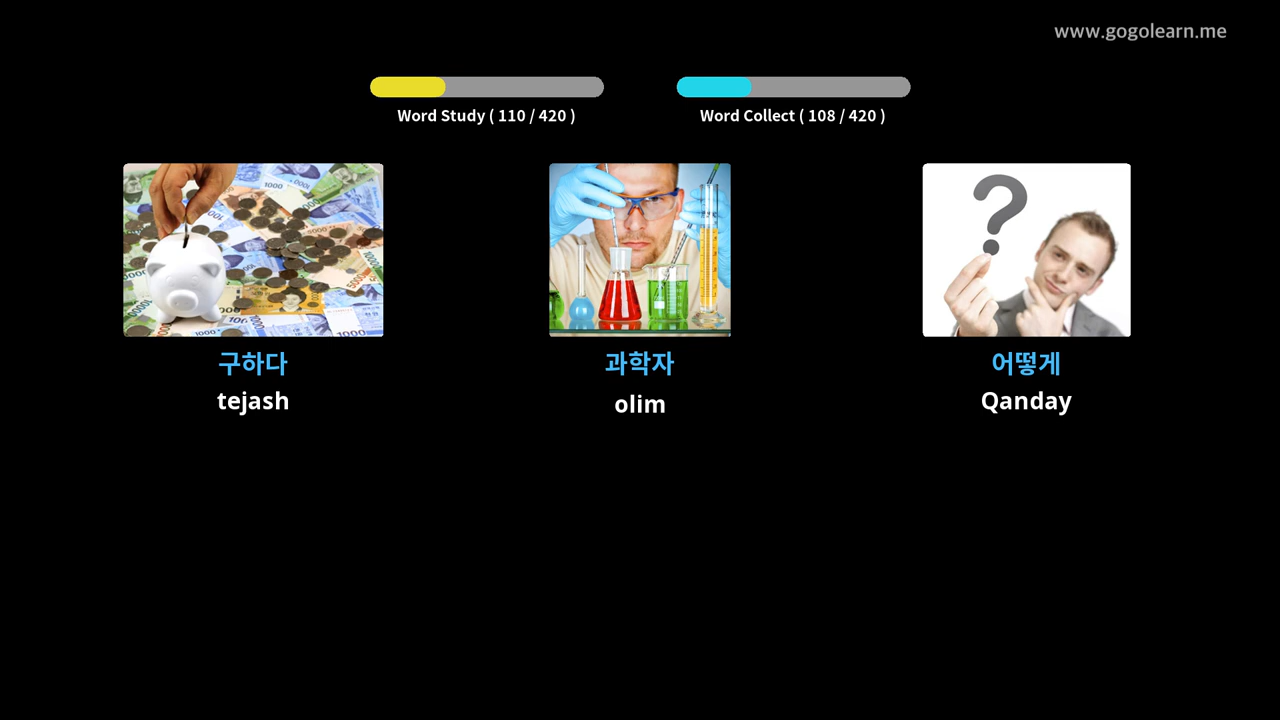 www.gogolearn.me
Word Study ( 110 / 420 )
Word Collect ( 108 / 420 )
구하다
과학자
어떻게
tejash
olim
Qanday